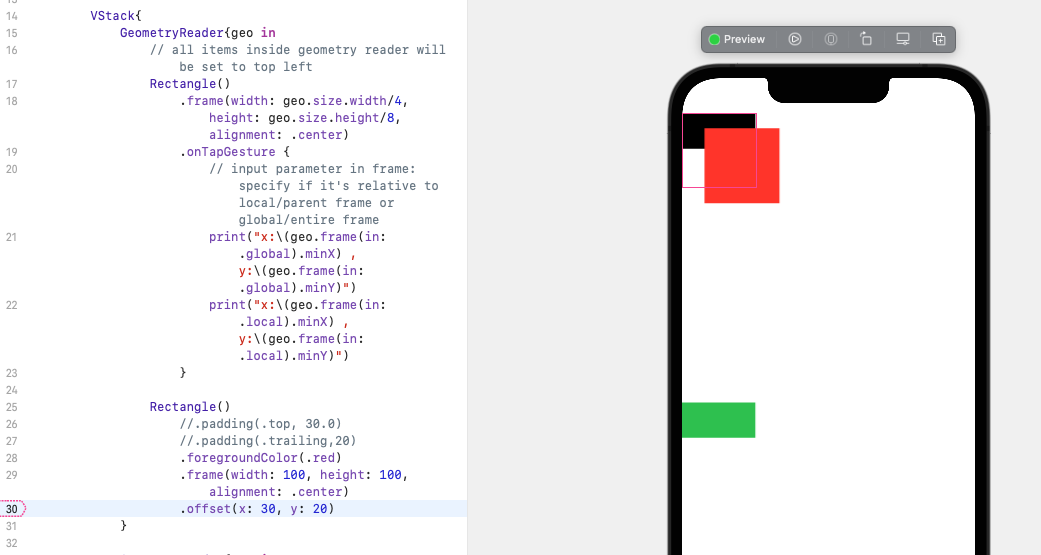 14 VStack{
15 GeometryReader{geo in
16 // all items inside geometry reader will
be set to top left
17 Rectangle()
18 .frame(width: geo.size.width/4,
height: geo.size.height/8,
alignment: .center)
19 .onTapGesture {
20 // input parameter in frame:
specify if it's relative to
local/parent frame or
global/entire frame
21 print("x:\(geo.frame(in:
.global).minX) ,
y:\(geo.frame(in:
.global).minY)")
22 print("x:\(geo.frame(in:
.local).minX) ,
y:\(geo.frame(in:
.local).minY)")
23 }
24
25 Rectangle()
26 //.padding(.top, 30.0)
27 //.padding(.trailing,20)
28 .foregroundColor(.red)
29 .frame(width: 100, height: 100,
alignment: .center)
30 .offset(x: 30, y: 20)
31 }
32
Preview